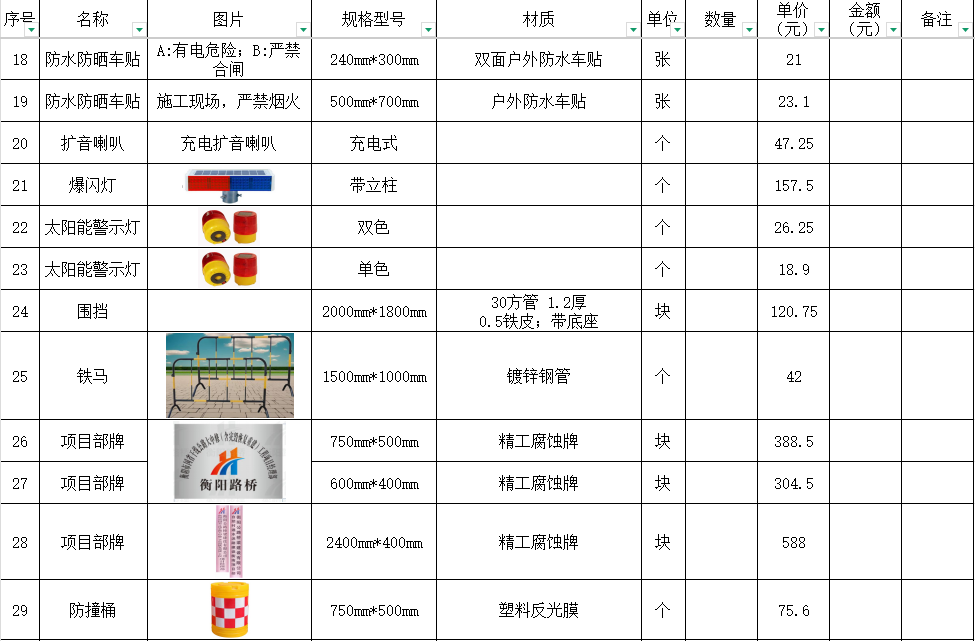 序号 名称 图片 规格型号 材质 单位 数量 单价（元） 金额（元） 备注
18 防水防晒车贴 A:有电危险；B:严禁合闸 240mm*300mm 双面户外防水车贴 张 21
19 防水防晒车贴 施工现场，严禁烟火 500mm*700mm 户外防水车贴 张 23.1
20 扩音喇叭 充电扩音喇叭 充电式 个 47.25
21 爆闪灯 带立柱 个 157.5
22 太阳能警示灯 双色 个 26.25
23 太阳能警示灯 单色 个 18.9
24 围挡 2000mm*1800mm 30方管 1.2厚 0.5铁皮；带底座 块 120.75
25 铁马 1500mm*1000mm 镀锌钢管 个 42
26 项目部牌 750mm*500mm 精工腐蚀牌 块 388.5
衡阳路桥
27 项目部牌 600mm*400mm 精工腐蚀牌 块 304.5
28 项目部牌 2400mm*400mm 精工腐蚀牌 块 588
29 防撞桶 750mm*500mm 塑料反光膜 个 75.6